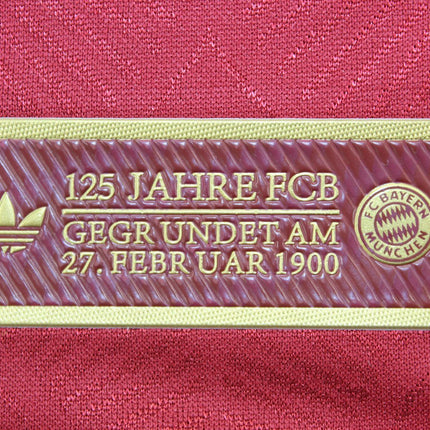 125 JAHRE FCB
GEGRUNDET AM
27. FEBRUAR 1900
FC BAYERN
MÜNCHEN